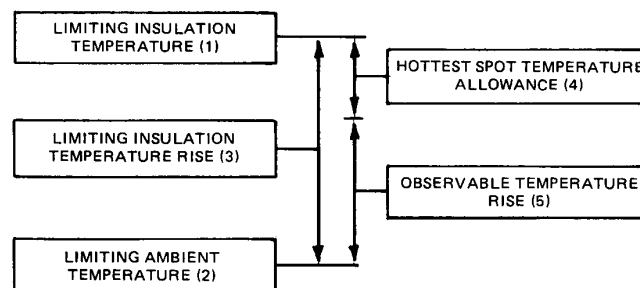 LIMITING INSULATION
TEMPERATURE (1)
HOTTEST SPOT TEMPERATURE
ALLOWANCE (4)
LIMITING INSULATION
TEMPERATURE RISE (3)
OBSERVABLE TEMPERATURE
RISE (5)
LIMITING AMBIENT
TEMPERATURE (2)